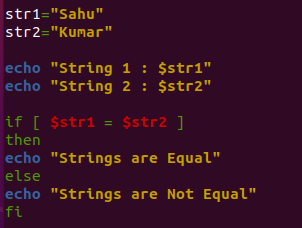 str1="Sahu"
str2="Kumar"
echo "String 1 : $str1"
echo "String 2 : $str2"
if [ $str1 = $str2 ]
then
echo "Strings are Equal"
else
echo "Strings are Not Equal"
fi